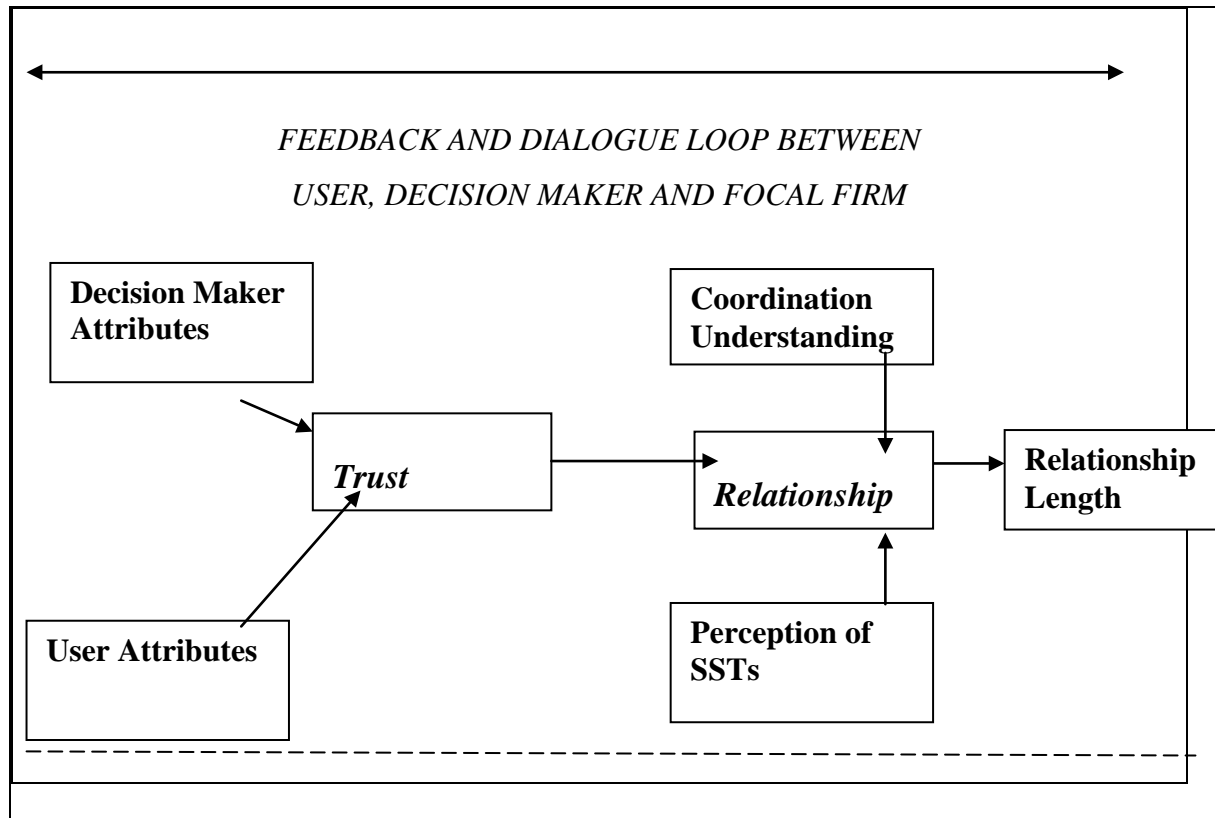 FEEDBACK AND DIALOGUE LOOP BETWEEN
USER, DECISION MAKER AND FOCAL FIRM
Decision Maker
Attributes
Coordination
Understanding
Trust
Relationship
Relationship
Length
User Attributes
Perception of
SSTs